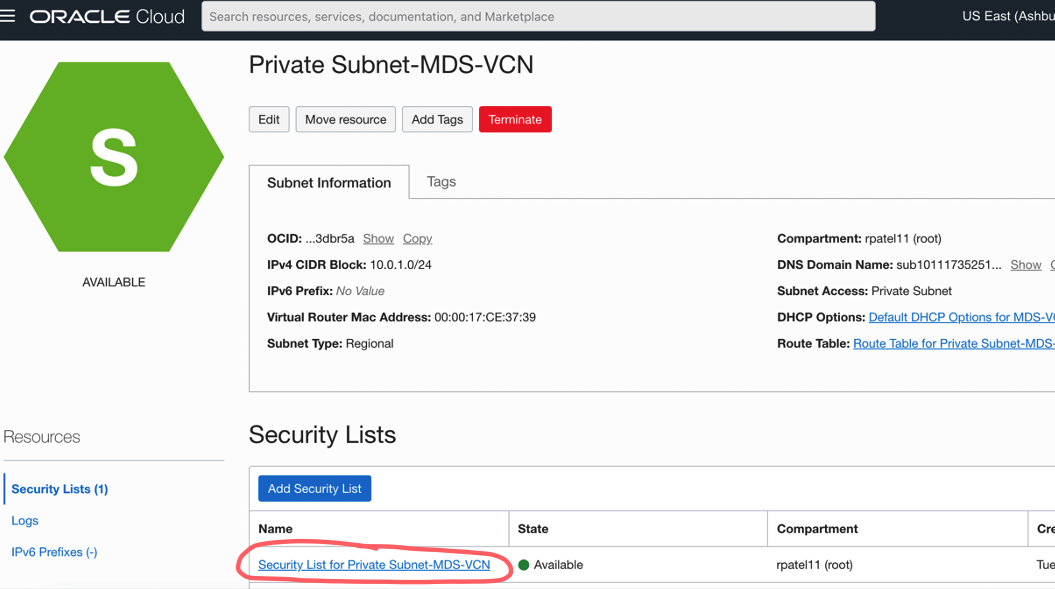 ORACLE Cloud
Search resources, services, documentation, and Marketplace
US East (Ashbu
S
AVAILABLE
Private Subnet-MDS-VCN
Edit Move resource Add Tags Terminate
Subnet Information Tags
OCID: ...3dbr5a Show Copy
IPv4 CIDR Block: 10.0.1.0/24
IPv6 Prefix: No Value
Virtual Router Mac Address: 00:00:17:CE:37:39
Subnet Type: Regional
Compartment: rpatel11 (root)
DNS Domain Name: sub10111735251... Show C
Subnet Access: Private Subnet
DHCP Options: Default DHCP Options for MDS-VC
Route Table: Route Table for Private Subnet-MDS-
Resources
Security Lists (1)
Logs
IPv6 Prefixes (-)
Security Lists
Add Security List
Name State Compartment Cre
Security List for Private Subnet-MDS-VCN Available rpatel11 (root) Tue